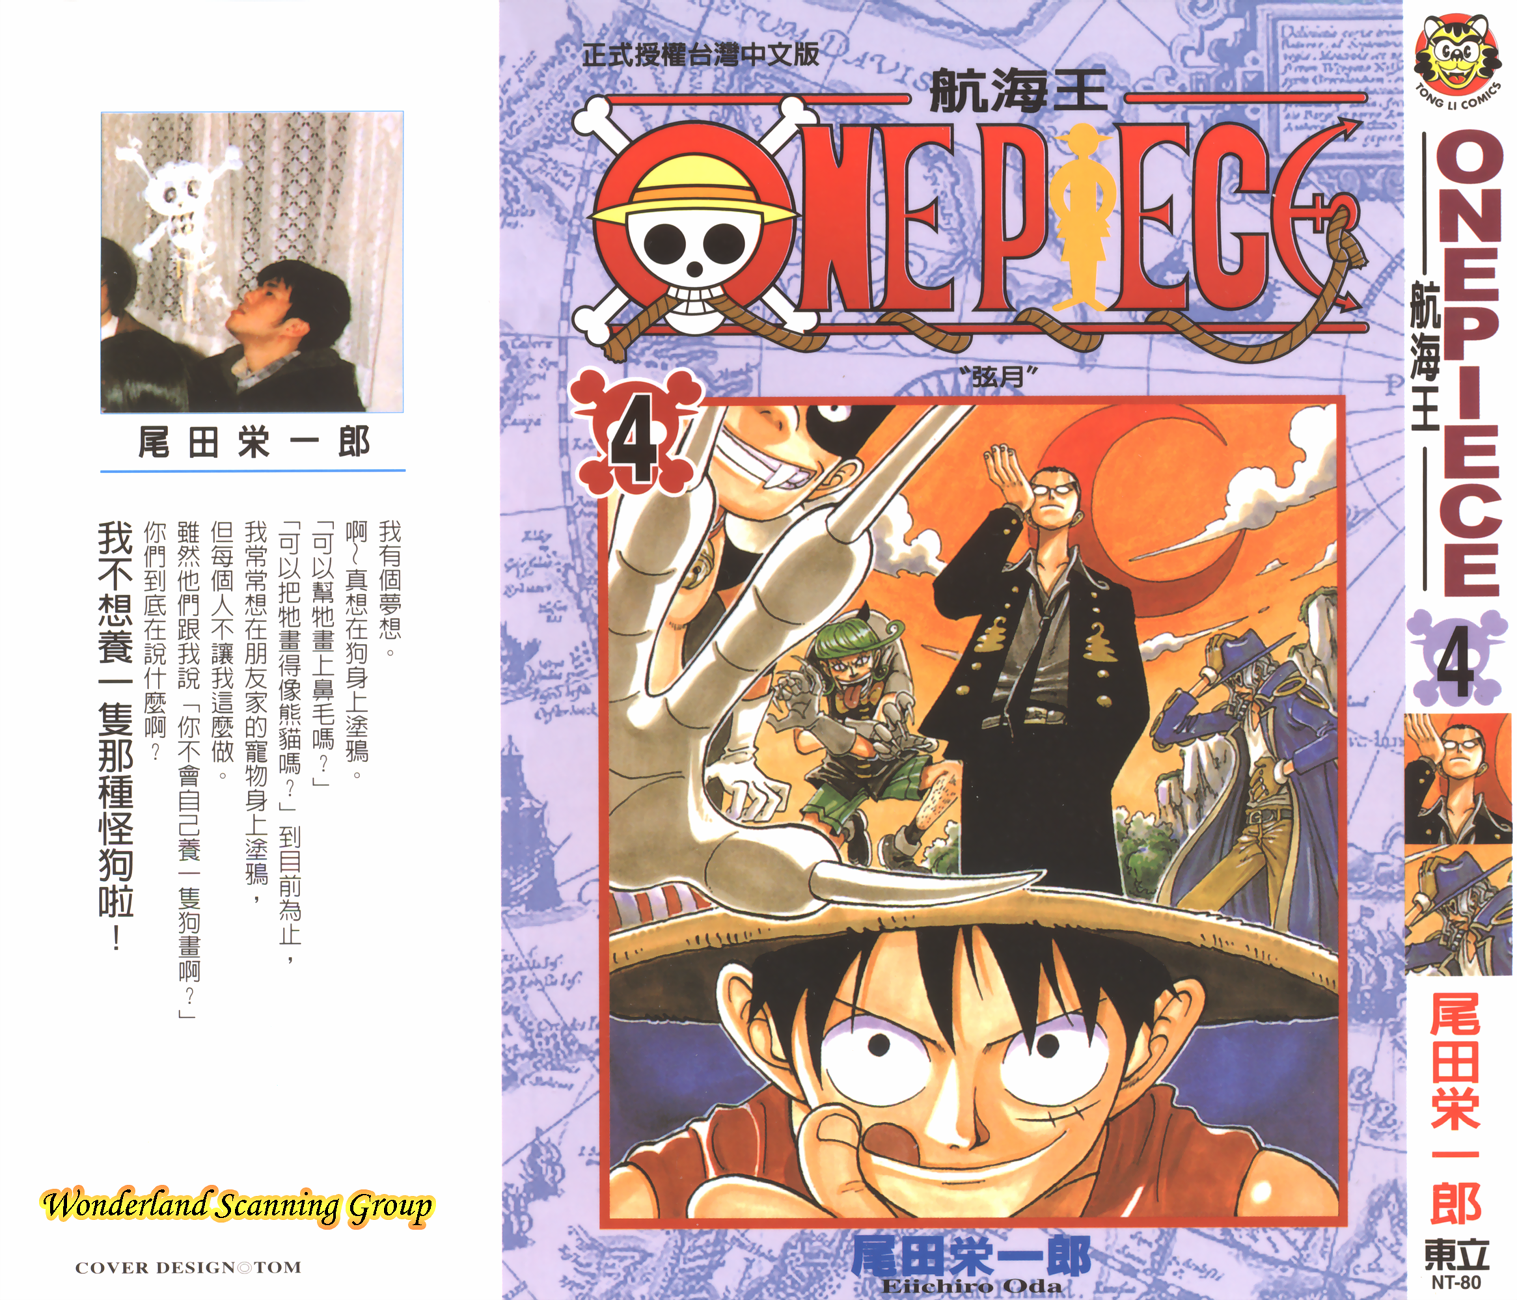 尾田栄一郎
我有個夢想。
啊～真想在狗身上塗鴉。
「可以幫牠畫上鼻毛嗎？」
「可以把牠畫得像熊貓嗎？」到目前為止，
我常常想在朋友家的寵物身上塗鴉，
但每個人不讓我這麼做。
雖然他們跟我說「你不會自己養一隻狗畫啊？」
你們到底在說什麼啊？
我不想養一隻那種怪狗啦！
Wonderland Scanning Group
COVER DESIGN◎TOM
正式授權台灣中文版
航海王
ONE PIECE
〝弦月〞
4
尾田栄一郎
Eiichiro Oda
TONG LI COMICS
ONE PIECE
航海王
4
尾田栄一郎
東立
NT-80